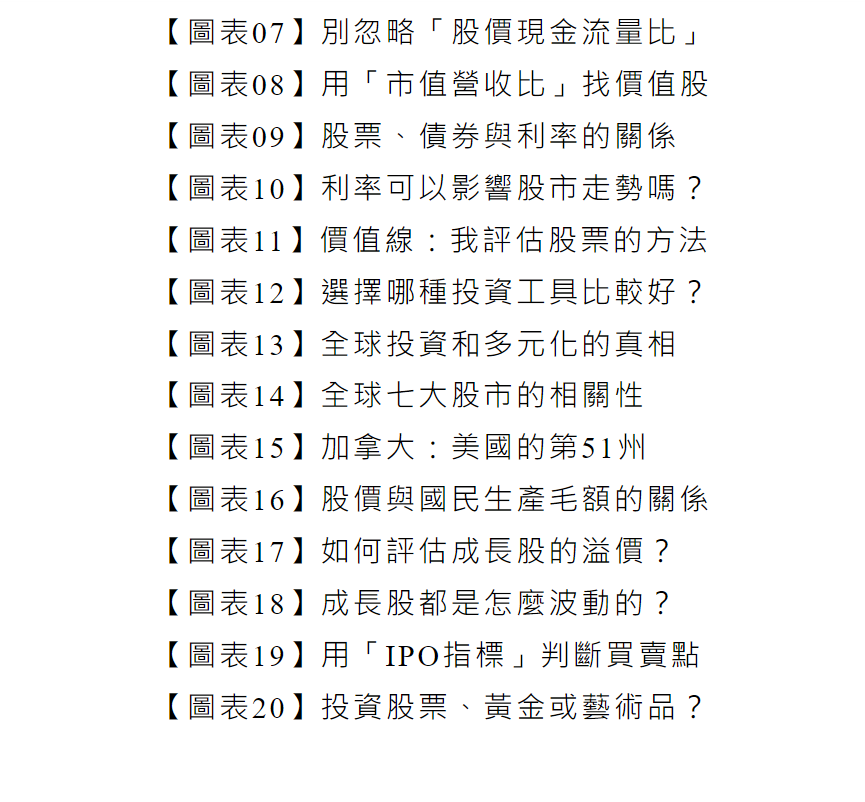 【圖表07】別忽略「股價現金流量比」
【圖表08】用「市值營收比」找價值股
【圖表09】股票、債券與利率的關係
【圖表10】利率可以影響股市走勢嗎？
【圖表11】價值線：我評估股票的方法
【圖表12】選擇哪種投資工具比較好？
【圖表13】全球投資和多元化的真相
【圖表14】全球七大股市的相關性
【圖表15】加拿大：美國的第51州
【圖表16】股價與國民生產毛額的關係
【圖表17】如何評估成長股的溢價？
【圖表18】成長股都是怎麼波動的？
【圖表19】用「IPO指標」判斷買賣點
【圖表20】投資股票、黃金或藝術品？